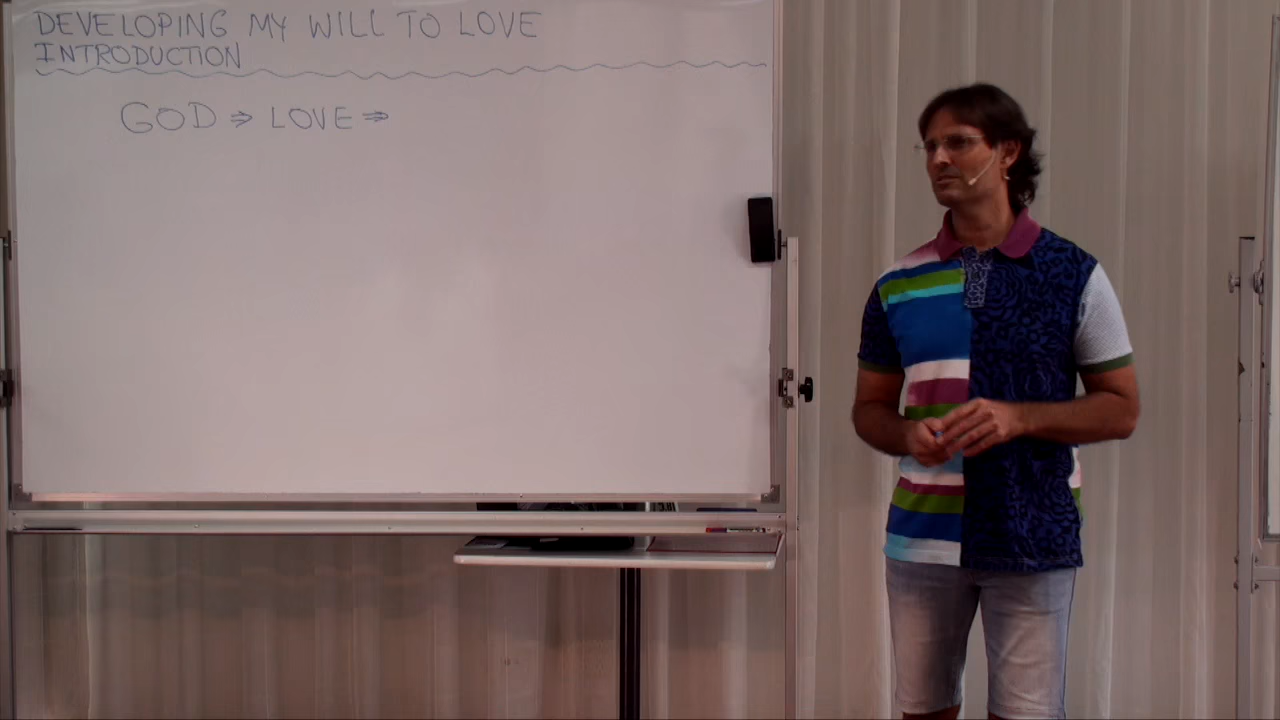 DEVELOPING MY WILL TO LOVE
INTRODUCTION
GOD ⇒ LOVE ⇒